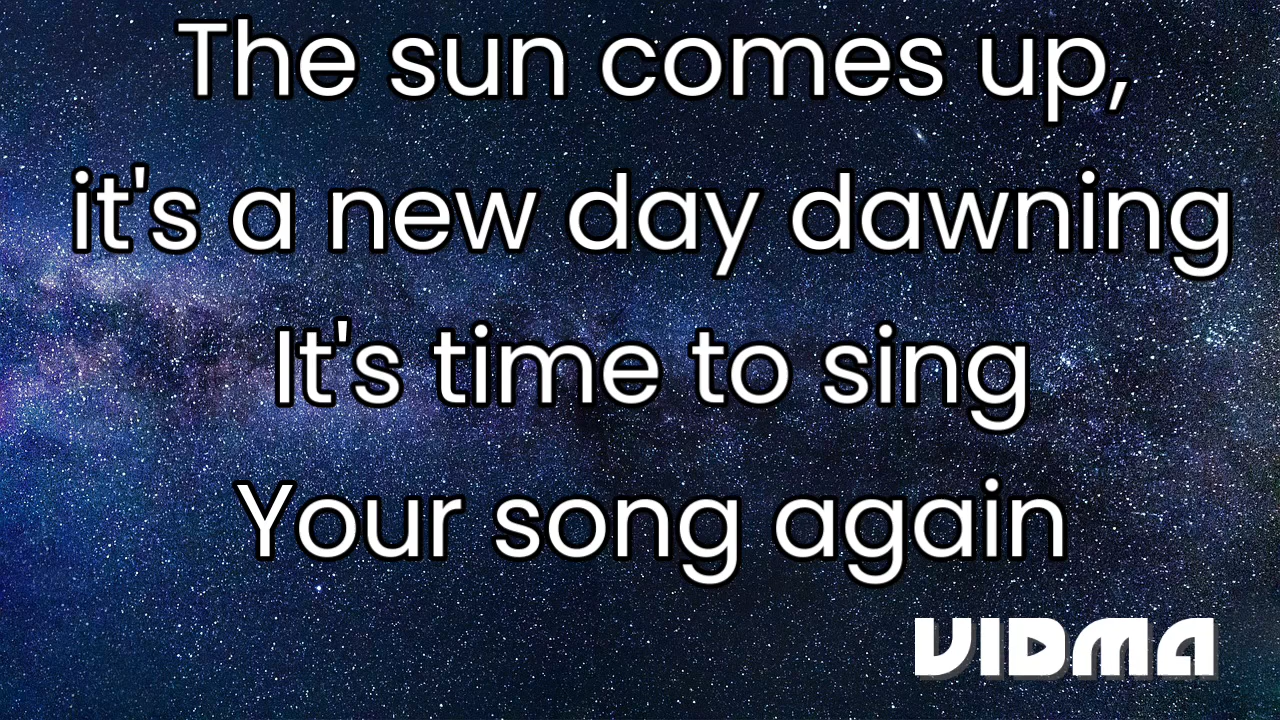 The sun comes up,
it's a new day dawning
It's time to sing
Your song again
VIDMA